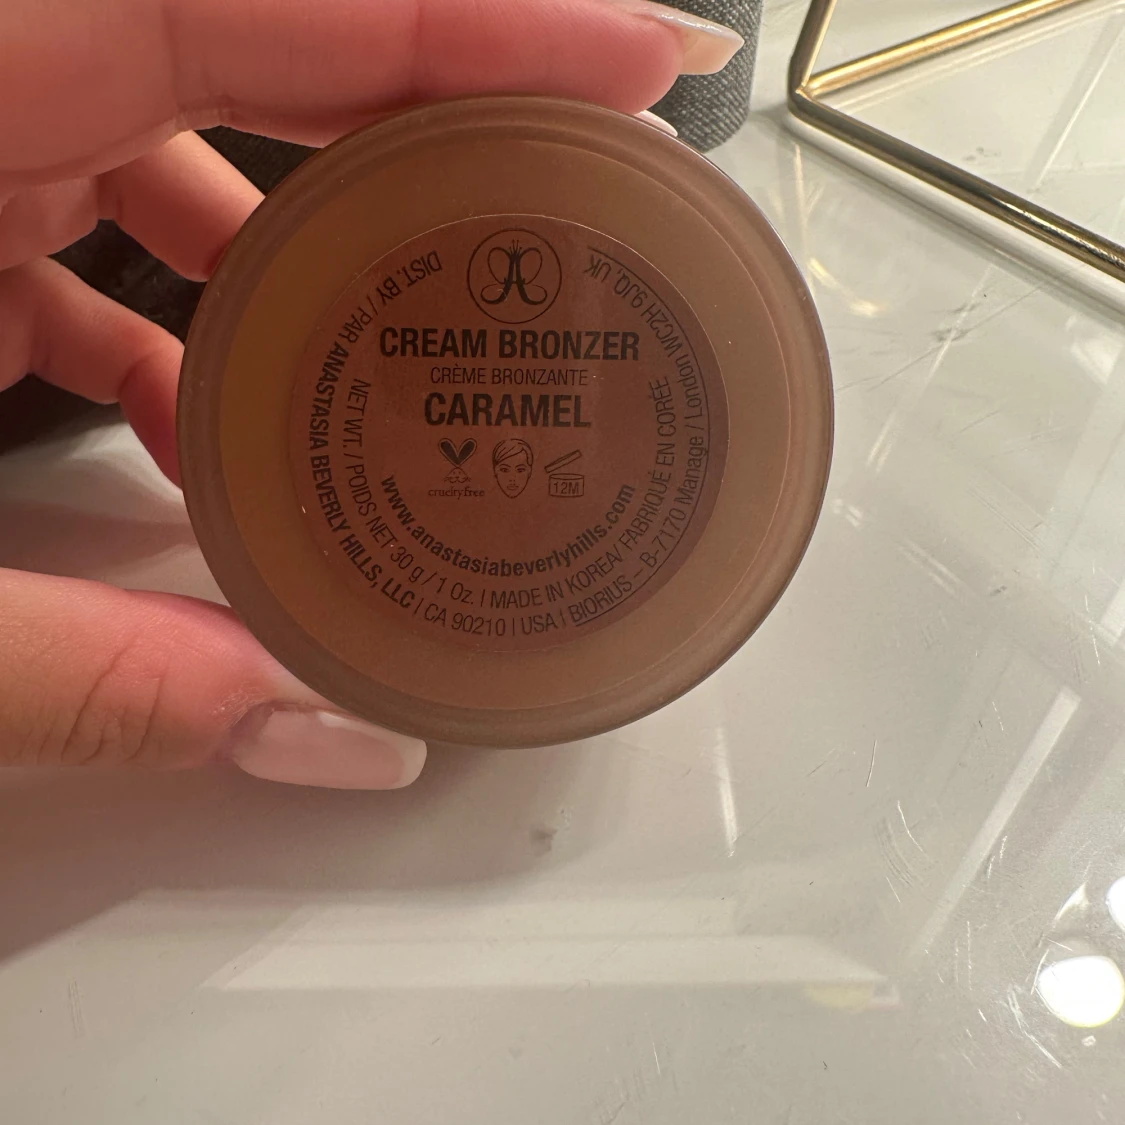 CREAM BRONZER
CRÈME BRONZANTE
CARAMEL
crueltyfree
12M
www.anastasiabeverlyhills.com
NET WT. / POIDS NET 30 g / 1 Oz. | MADE IN KOREA/ FABRIQUÉ EN CORÉE
DIST. BY / PAR ANASTASIA BEVERLY HILLS, LLC | CA 90210 | USA | BIORIUS – B-7170 Manage / London WC2H 9JQ, UK